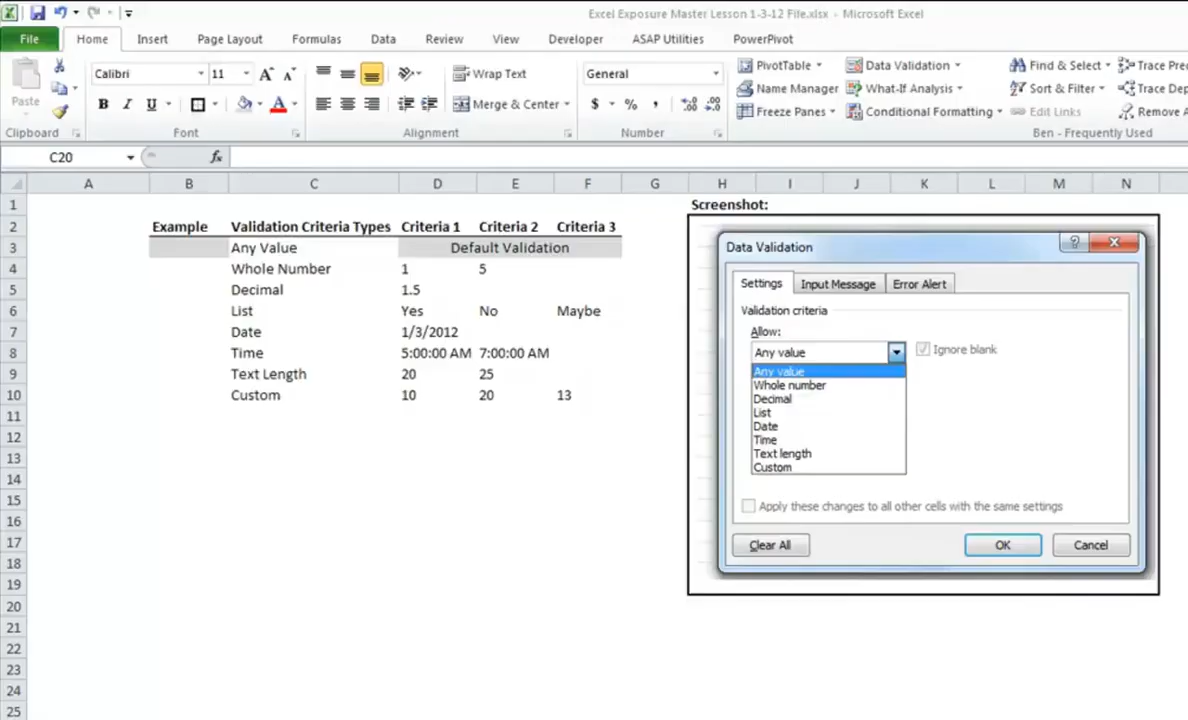 Excel Exposure Master Lesson 1-3-12 File.xlsx - Microsoft Excel
File Home Insert Page Layout Formulas Data Review View Developer ASAP Utilities PowerPivot
Calibri 11 Wrap Text General PivotTable Data Validation Find & Select Trace Pre
Paste B I U Merge & Center $ % , Name Manager What-If Analysis Sort & Filter Trace Dep
Freeze Panes Conditional Formatting Edit Links Remove A
Clipboard Font Alignment Number Ben - Frequently Used
C20 fx
A B C D E F G H I J K L M N
1 Screenshot:
2 Example Validation Criteria Types Criteria 1 Criteria 2 Criteria 3
3 Any Value Default Validation
4 Whole Number 1 5
5 Decimal 1.5
6 List Yes No Maybe
7 Date 1/3/2012
8 Time 5:00:00 AM 7:00:00 AM
9 Text Length 20 25
10 Custom 10 20 13
11
12
13
14
15
16
17
18
19
20
21
22
23
24
25
Data Validation
Settings Input Message Error Alert
Validation criteria
Allow:
Any value Ignore blank
Any value
Whole number
Decimal
List
Date
Time
Text length
Custom
Apply these changes to all other cells with the same settings
Clear All OK Cancel